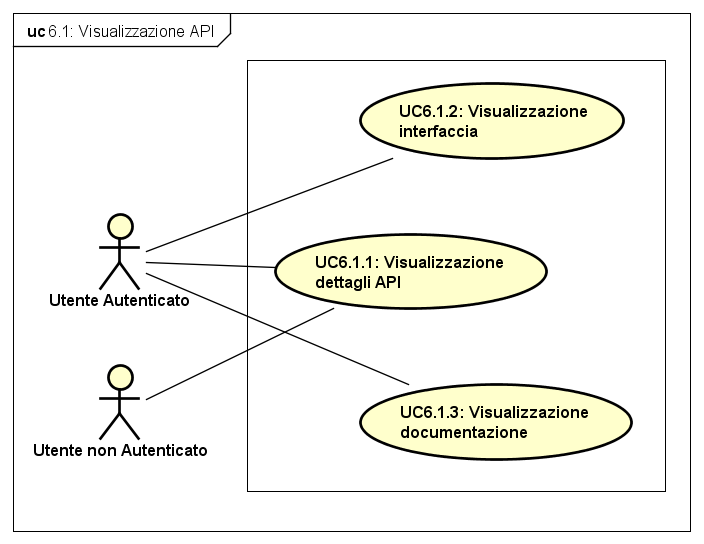 uc 6.1: Visualizzazione API
UC6.1.2: Visualizzazione
interfaccia
UC6.1.1: Visualizzazione
dettagli API
Utente Autenticato
UC6.1.3: Visualizzazione
documentazione
Utente non Autenticato